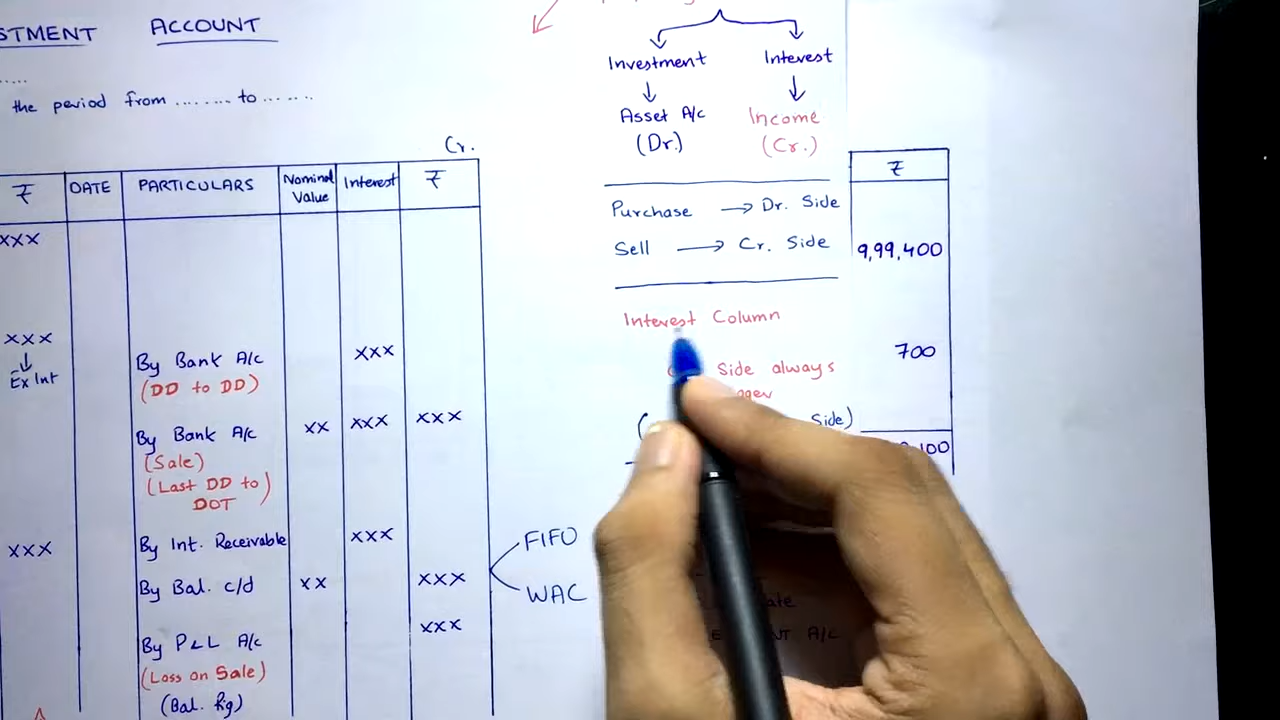 STMENT ACCOUNT
.....
the period from ........ to ......
Cr.
₹ DATE PARTICULARS Nominal Value Interest ₹
xxx
xxx
Ex Int
By Bank A/c xxx
(DD to DD)
By Bank A/c xx xxx xxx
(Sale)
(Last DD to
DOT)
xxx By Int. Receivable xxx
By Bal. c/d xx xxx
By P&L A/c xxx
(Loss on Sale)
(Bal. fig)
FIFO
WAC
Investment Interest
Asset A/c Income
(Dr.) (Cr.)
Purchase → Dr. Side
Sell → Cr. Side
Interest Column
Side always
Side)
₹
9,99,400
700
100
A/C